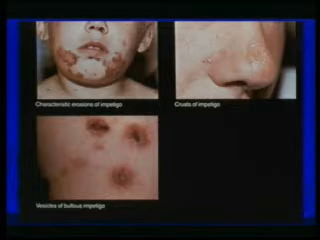 Characteristic erosions of impetigo
Crusts of impetigo
Vesicles of bullous impetigo